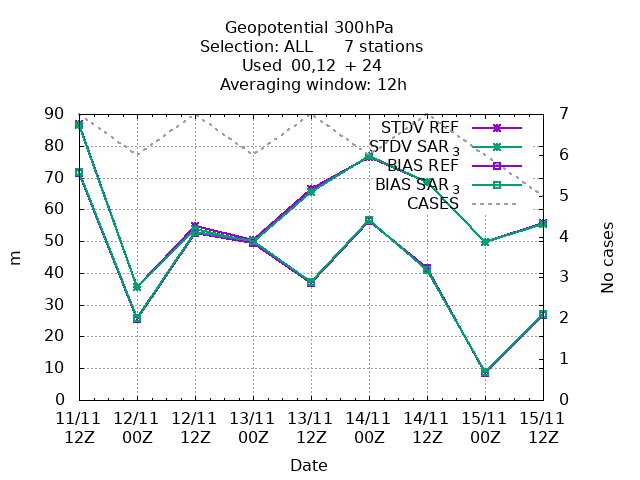 Geopotential 300hPa
Selection: ALL 7 stations
Used 00,12 + 24
Averaging window: 12h
90
80
70
60
50
40
30
20
10
0
7
6
5
4
3
2
1
0
STDV REF
STDV SAR 3
BIAS REF
BIAS SAR 3
CASES
m
No cases
11/11 12/11 12/11 13/11 13/11 14/11 14/11 15/11 15/11
12Z 00Z 12Z 00Z 12Z 00Z 12Z 00Z 12Z
Date